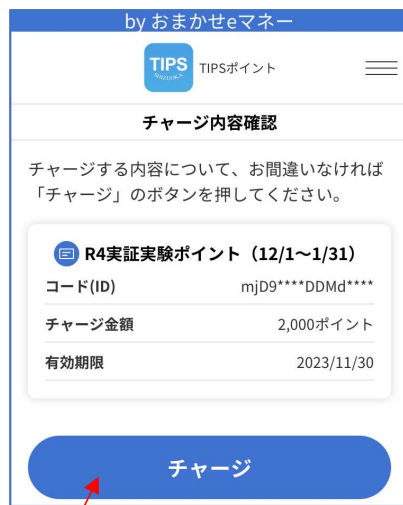 by おまかせeマネー
TIPS
SHIZUOKA
TIPSポイント
チャージ内容確認
チャージする内容について、お間違いなければ
「チャージ」のボタンを押してください。
R4実証実験ポイント（12/1〜1/31）
コード(ID) mjD9****DDMd****
チャージ金額 2,000ポイント
有効期限 2023/11/30
チャージ